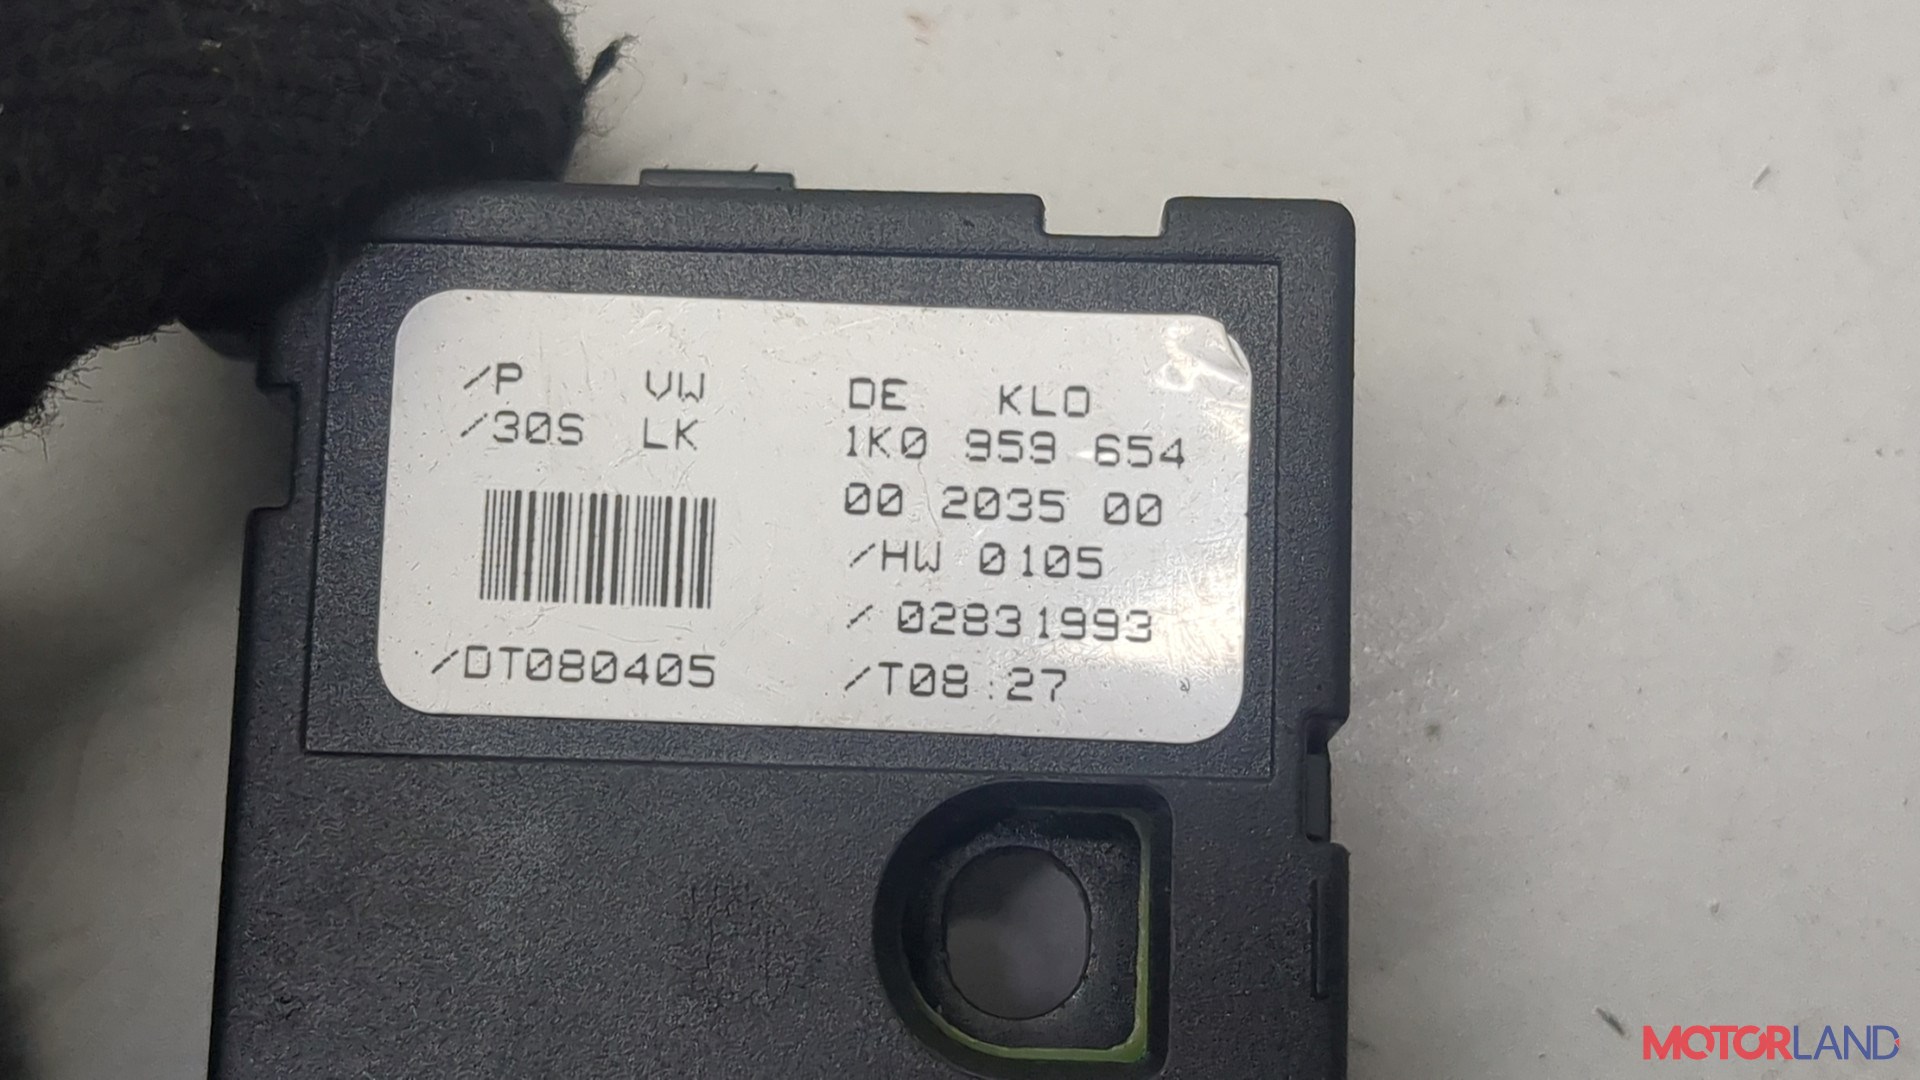 /P VW DE KLO
/30S LK 1K0 959 654
00 2035 00
/HW 0105
/ 02831993
/DT080405 /T08:27
MOTORLAND